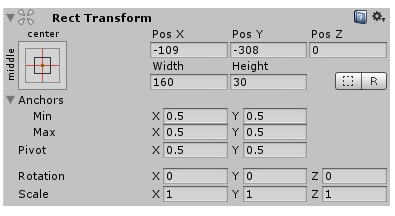 Rect Transform
center
middle
Pos X Pos Y Pos Z
-109 -308 0
Width Height
160 30
R
Anchors
Min X 0.5 Y 0.5
Max X 0.5 Y 0.5
Pivot X 0.5 Y 0.5
Rotation X 0 Y 0 Z 0
Scale X 1 Y 1 Z 1